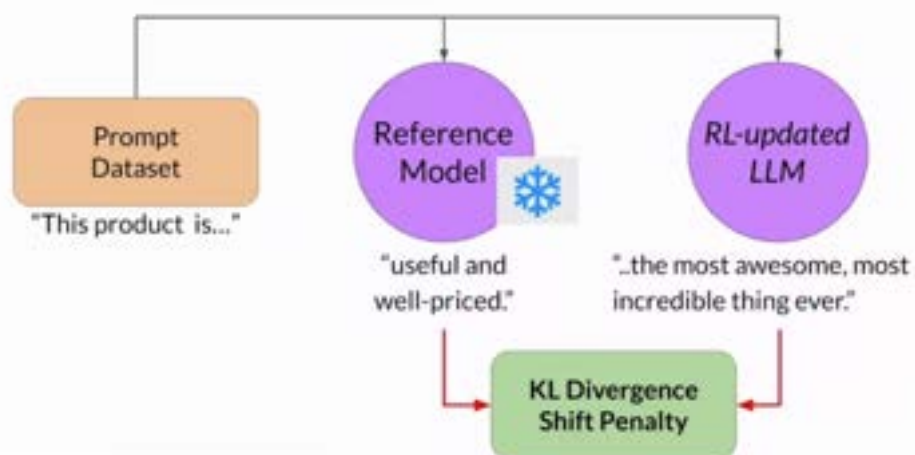 Prompt
Dataset
"This product is..."
Reference
Model
"useful and
well-priced."
RL-updated
LLM
"..the most awesome, most
incredible thing ever."
KL Divergence
Shift Penalty